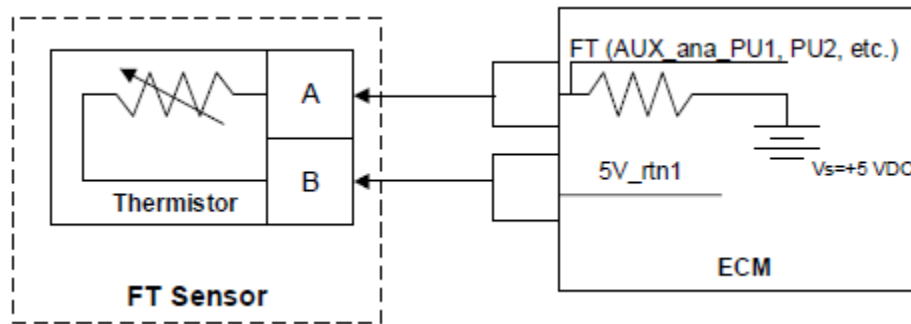 A
B
Thermistor
FT Sensor
FT (AUX_ana_PU1, PU2, etc.)
5V_rtn1
Vs=+5 VDC
ECM